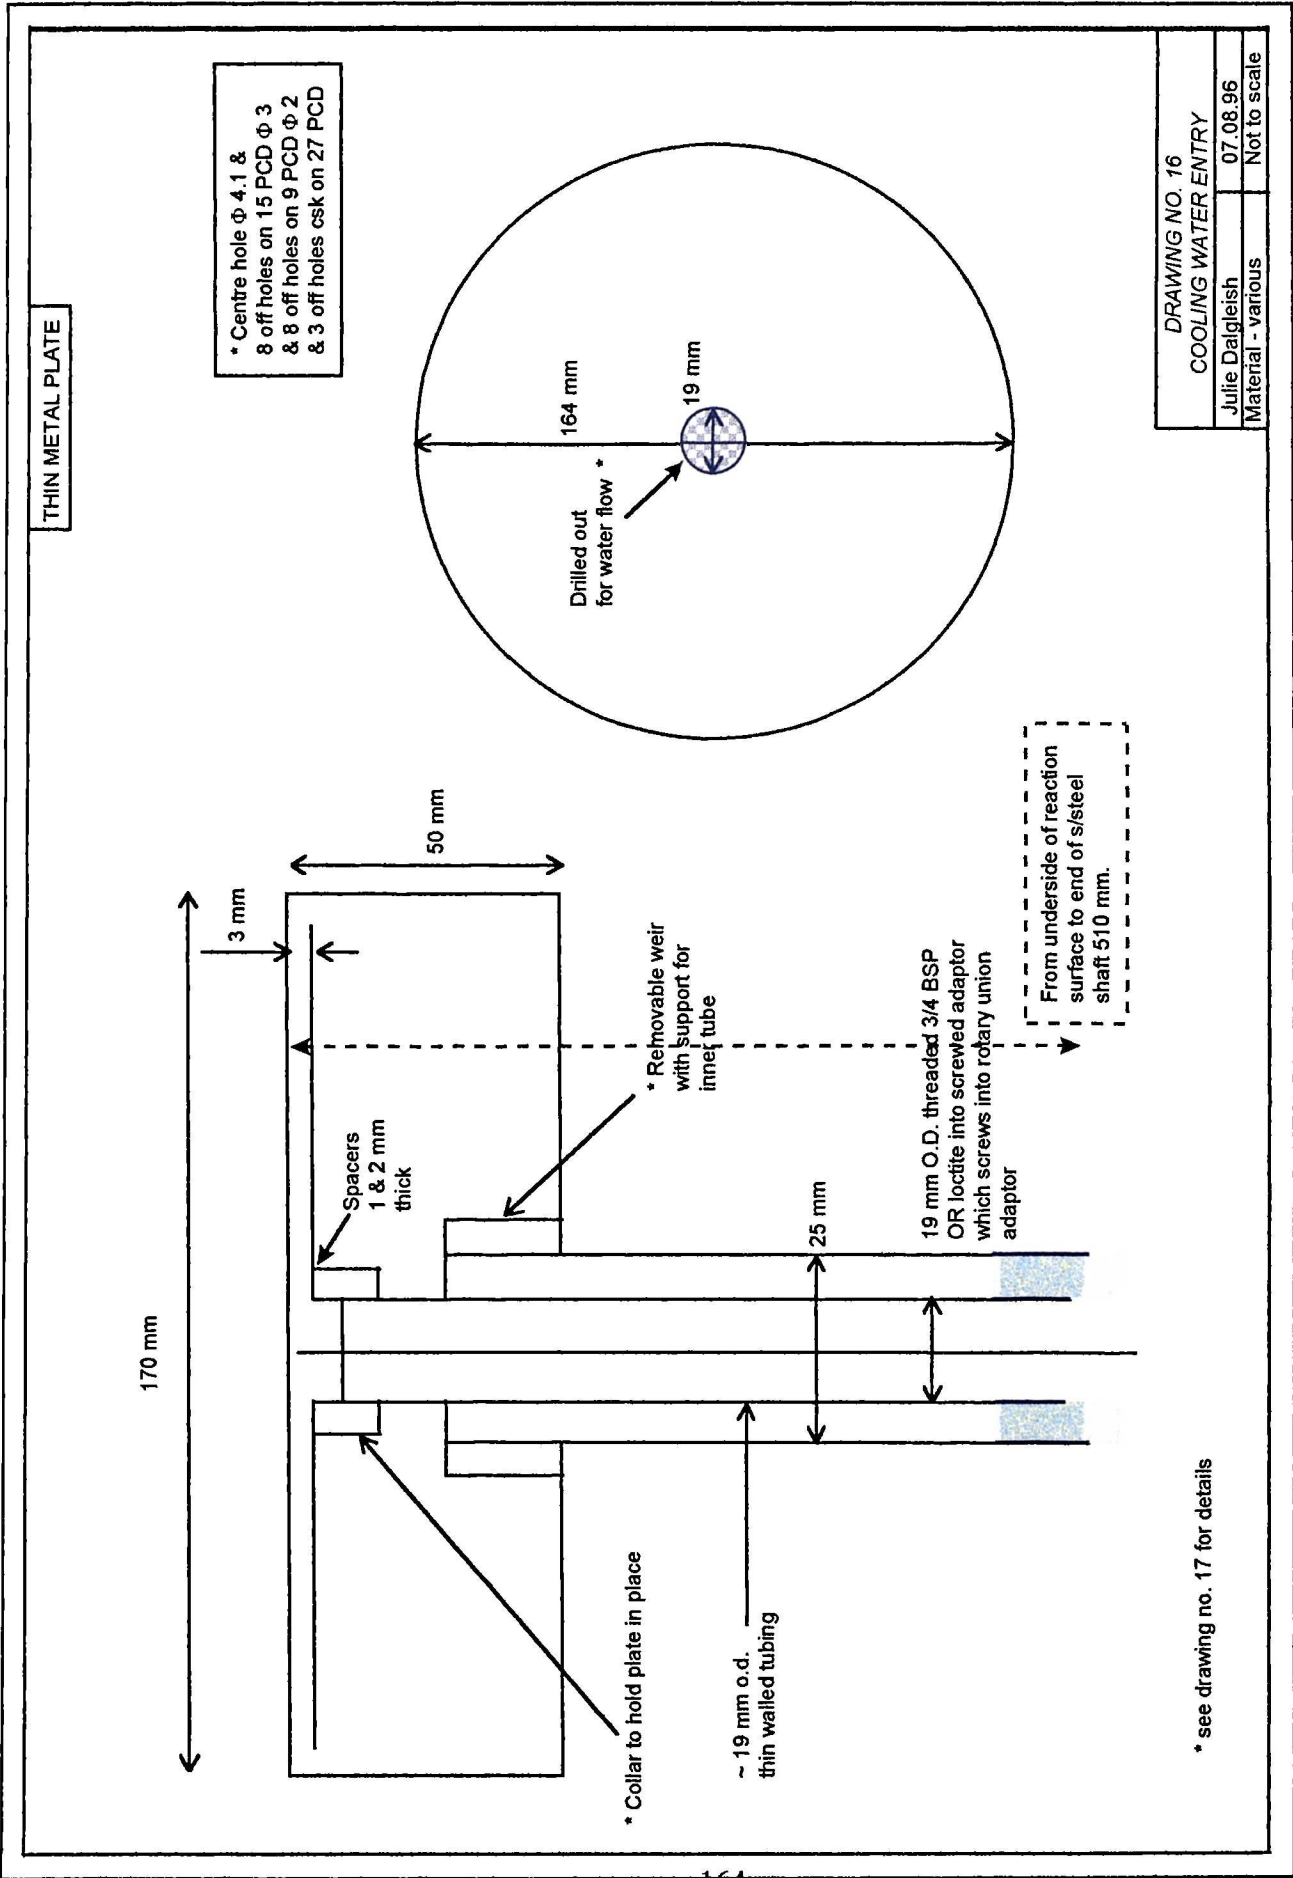 THIN METAL PLATE
* Centre hole Φ 4.1 &
8 off holes on 15 PCD Φ 3
& 8 off holes on 9 PCD Φ 2
& 3 off holes csk on 27 PCD
170 mm
3 mm
50 mm
Spacers
1 & 2 mm
thick
* Collar to hold plate in place
* Removable weir
with support for
inner tube
~ 19 mm o.d.
thin walled tubing
25 mm
19 mm O.D. threaded 3/4 BSP
OR loctite into screwed adaptor
which screws into rotary union
adaptor
From underside of reaction
surface to end of s/steel
shaft 510 mm.
164 mm
19 mm
Drilled out
for water flow *
* see drawing no. 17 for details
DRAWING NO. 16
COOLING WATER ENTRY
Julie Dalgleish 07.08.96
Material - various Not to scale